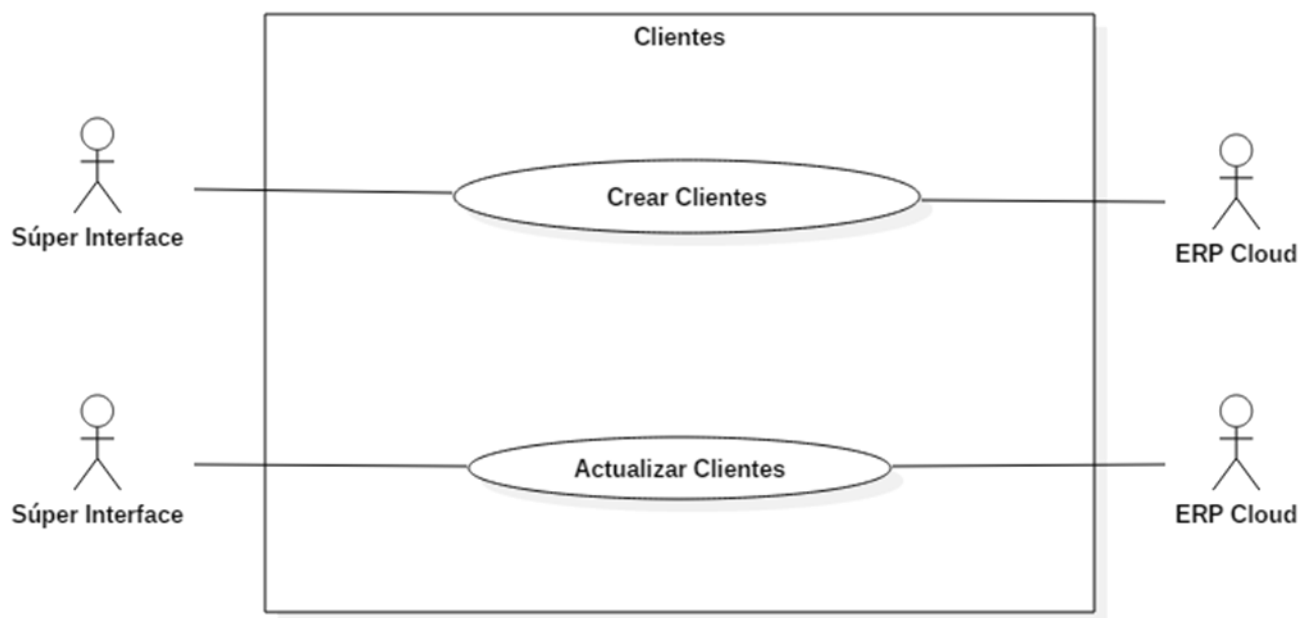 Clientes
Crear Clientes
Súper Interface
ERP Cloud
Actualizar Clientes
Súper Interface
ERP Cloud